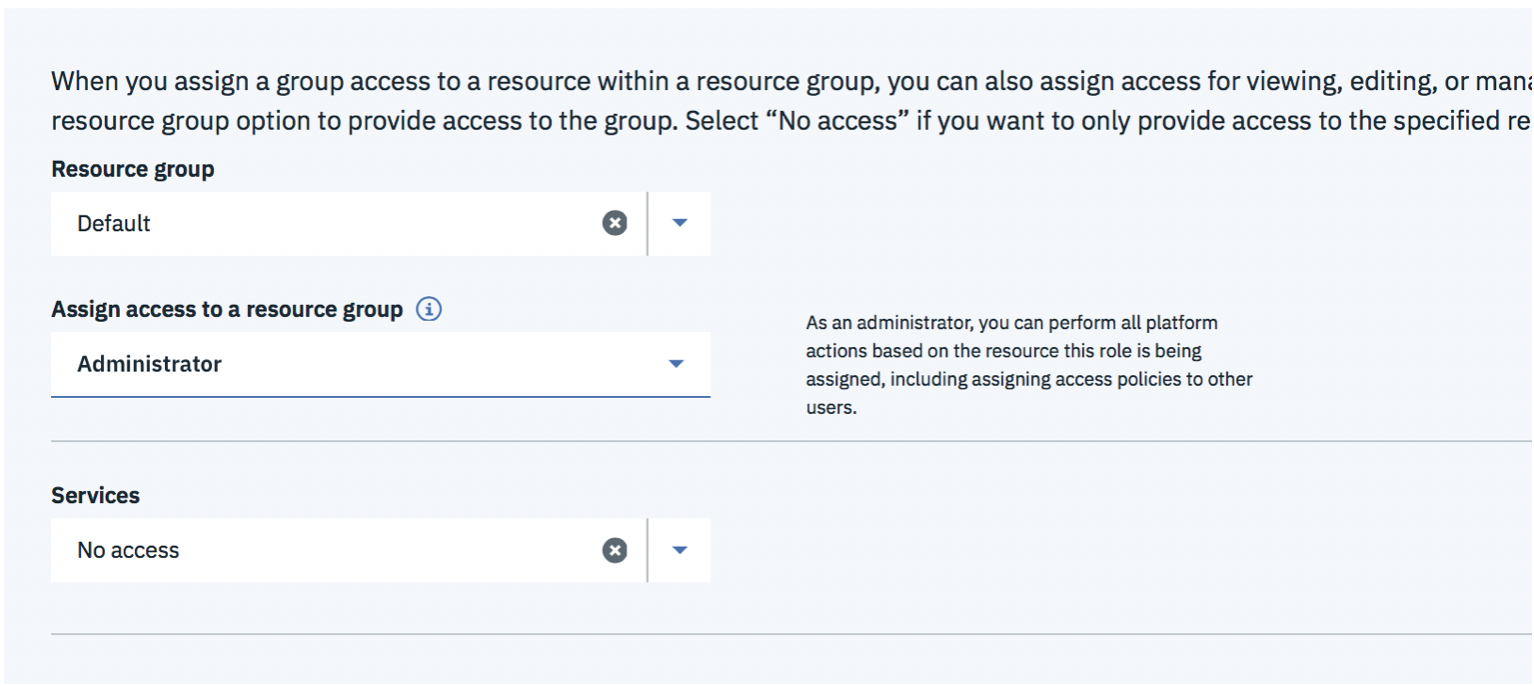 When you assign a group access to a resource within a resource group, you can also assign access for viewing, editing, or
resource group option to provide access to the group. Select “No access” if you want to only provide access to the specified
Resource group
Default
Assign access to a resource group
Administrator
As an administrator, you can perform all platform
actions based on the resource this role is being
assigned, including assigning access policies to other
users.
Services
No access